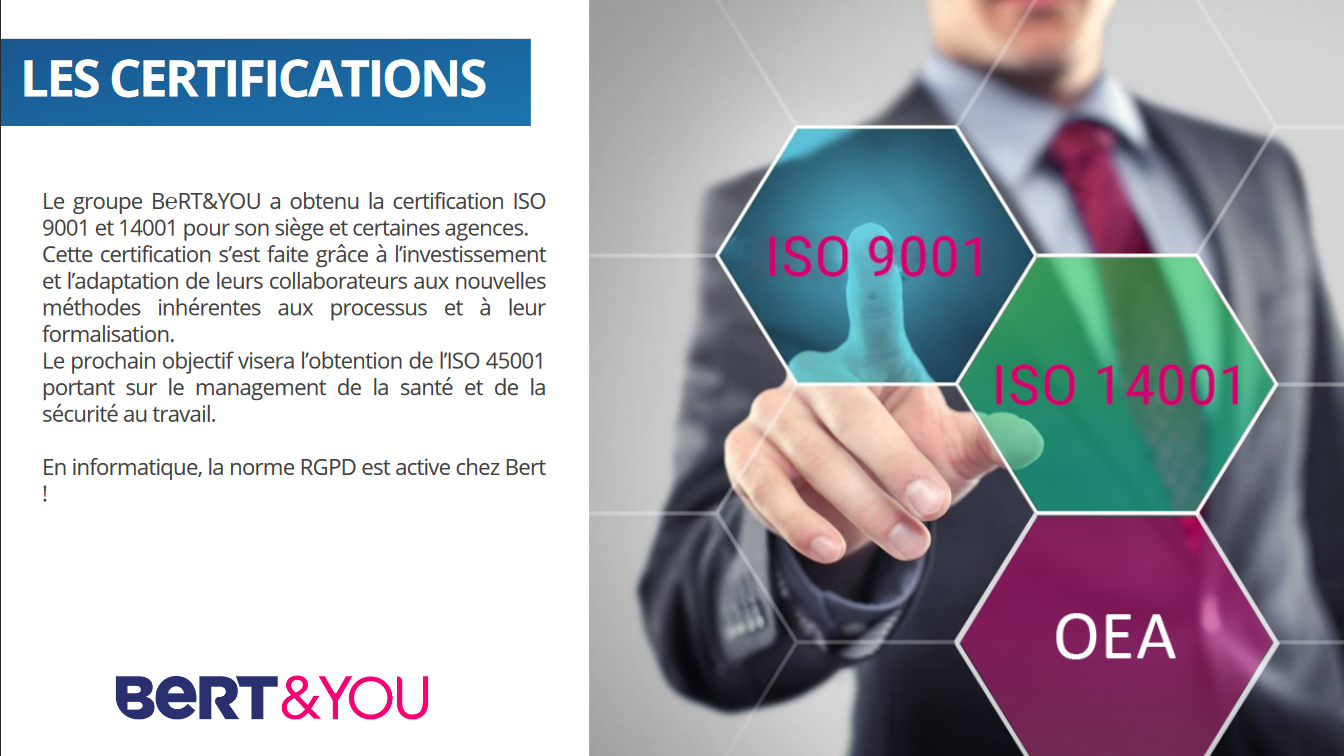 LES CERTIFICATIONS
Le groupe BeRT&YOU a obtenu la certification ISO
9001 et 14001 pour son siège et certaines agences.
Cette certification s’est faite grâce à l’investissement
et l’adaptation de leurs collaborateurs aux nouvelles
méthodes inhérentes aux processus et à leur
formalisation.
Le prochain objectif visera l’obtention de l’ISO 45001
portant sur le management de la santé et de la
sécurité au travail.
En informatique, la norme RGPD est active chez Bert
!
BeRT&YOU
ISO 9001
ISO 14001
OEA